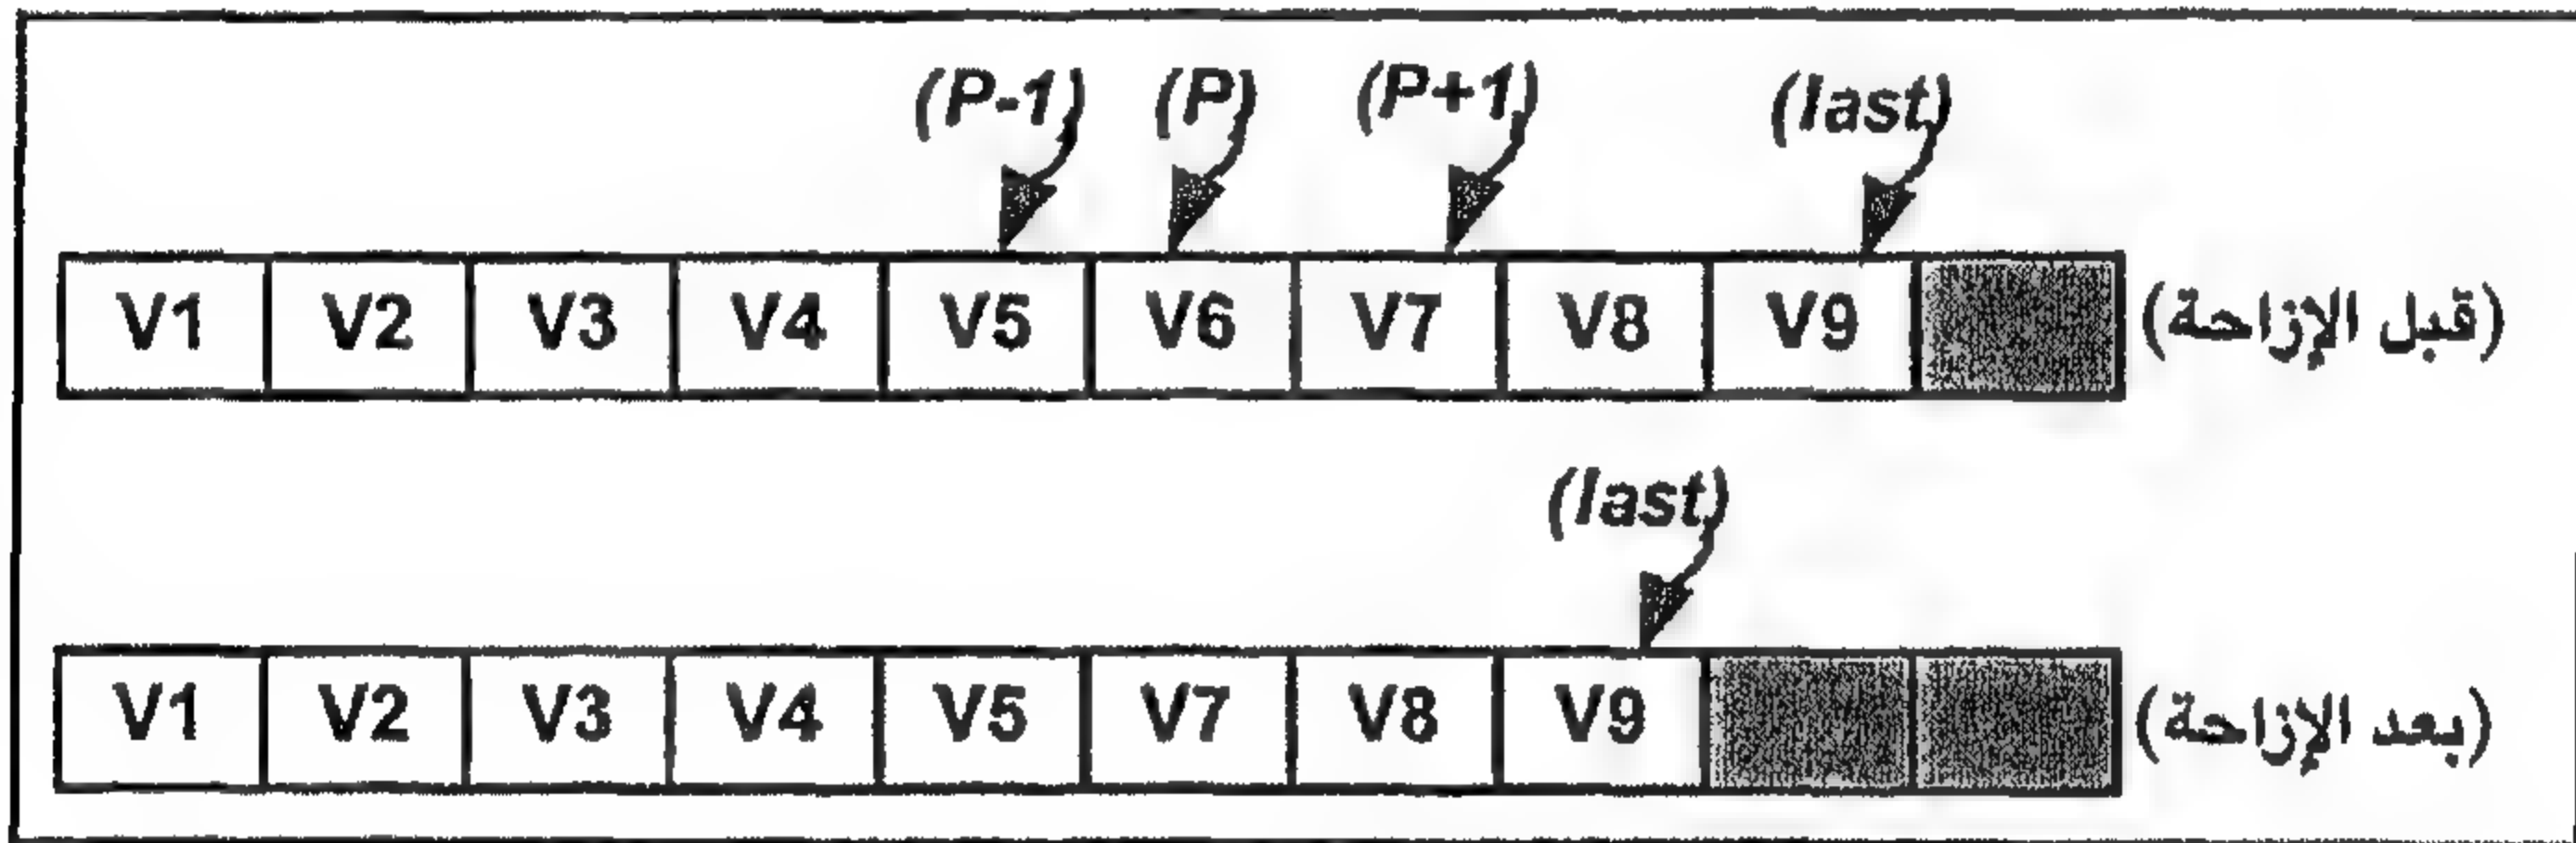 (P-1) (P) (P+1) (last)
V1 V2 V3 V4 V5 V6 V7 V8 V9 (قبل الإزاحة)
(last)
V1 V2 V3 V4 V5 V7 V8 V9 (بعد الإزاحة)